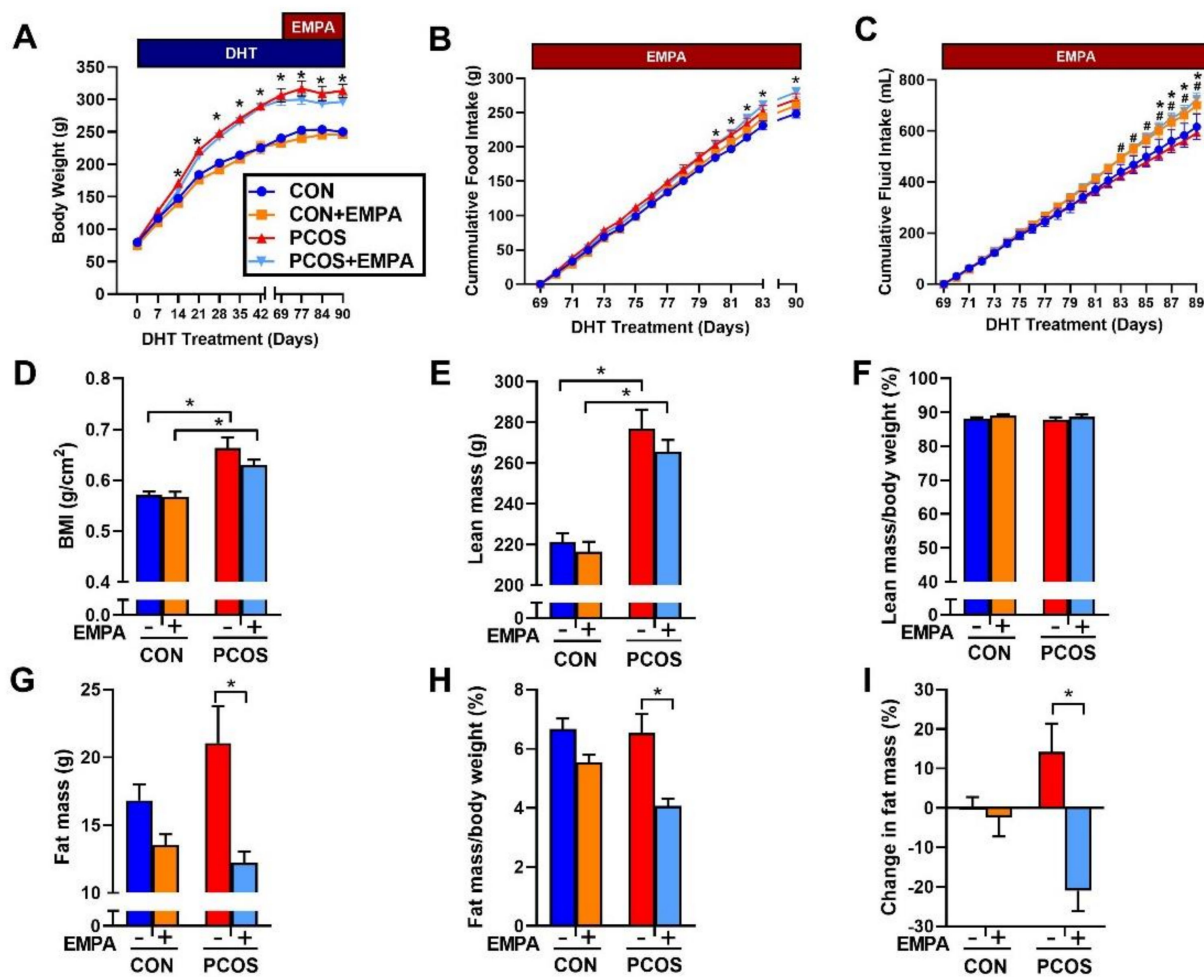 A
EMPA
DHT
Body Weight (g)
350
300
250
200
150
100
50
0
* * * * * * * * *
0 7 14 21 28 35 42 69 77 84 90
DHT Treatment (Days)
CON
CON+EMPA
PCOS
PCOS+EMPA
B
EMPA
Cummulative Food Intake (g)
300
250
200
150
100
50
0
* * * * *
69 71 73 75 77 79 81 83 90
DHT Treatment (Days)
C
EMPA
Cumulative Fluid Intake (mL)
800
600
400
200
0
# # # * # * # * # * #
69 71 73 75 77 79 81 83 85 87 89
DHT Treatment (Days)
D
BMI (g/cm²)
0.8
0.7
0.6
0.5
0.4
0.0
*
*
EMPA - + - +
CON PCOS
E
Lean mass (g)
300
280
260
240
220
200
0
*
*
EMPA - + - +
CON PCOS
F
Lean mass/body weight (%)
100
90
80
70
60
50
40
0
EMPA - + - +
CON PCOS
G
Fat mass (g)
25
20
15
10
0
*
EMPA - + - +
CON PCOS
H
Fat mass/body weight (%)
8
6
4
2
0
*
EMPA - + - +
CON PCOS
I
Change in fat mass (%)
30
20
10
0
-10
-20
-30
*
EMPA - + - +
CON PCOS